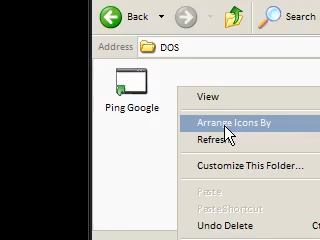 Back
Search
Address DOS
Ping Google
View
Arrange Icons By
Refresh
Customize This Folder...
Paste
Paste Shortcut
Undo Delete